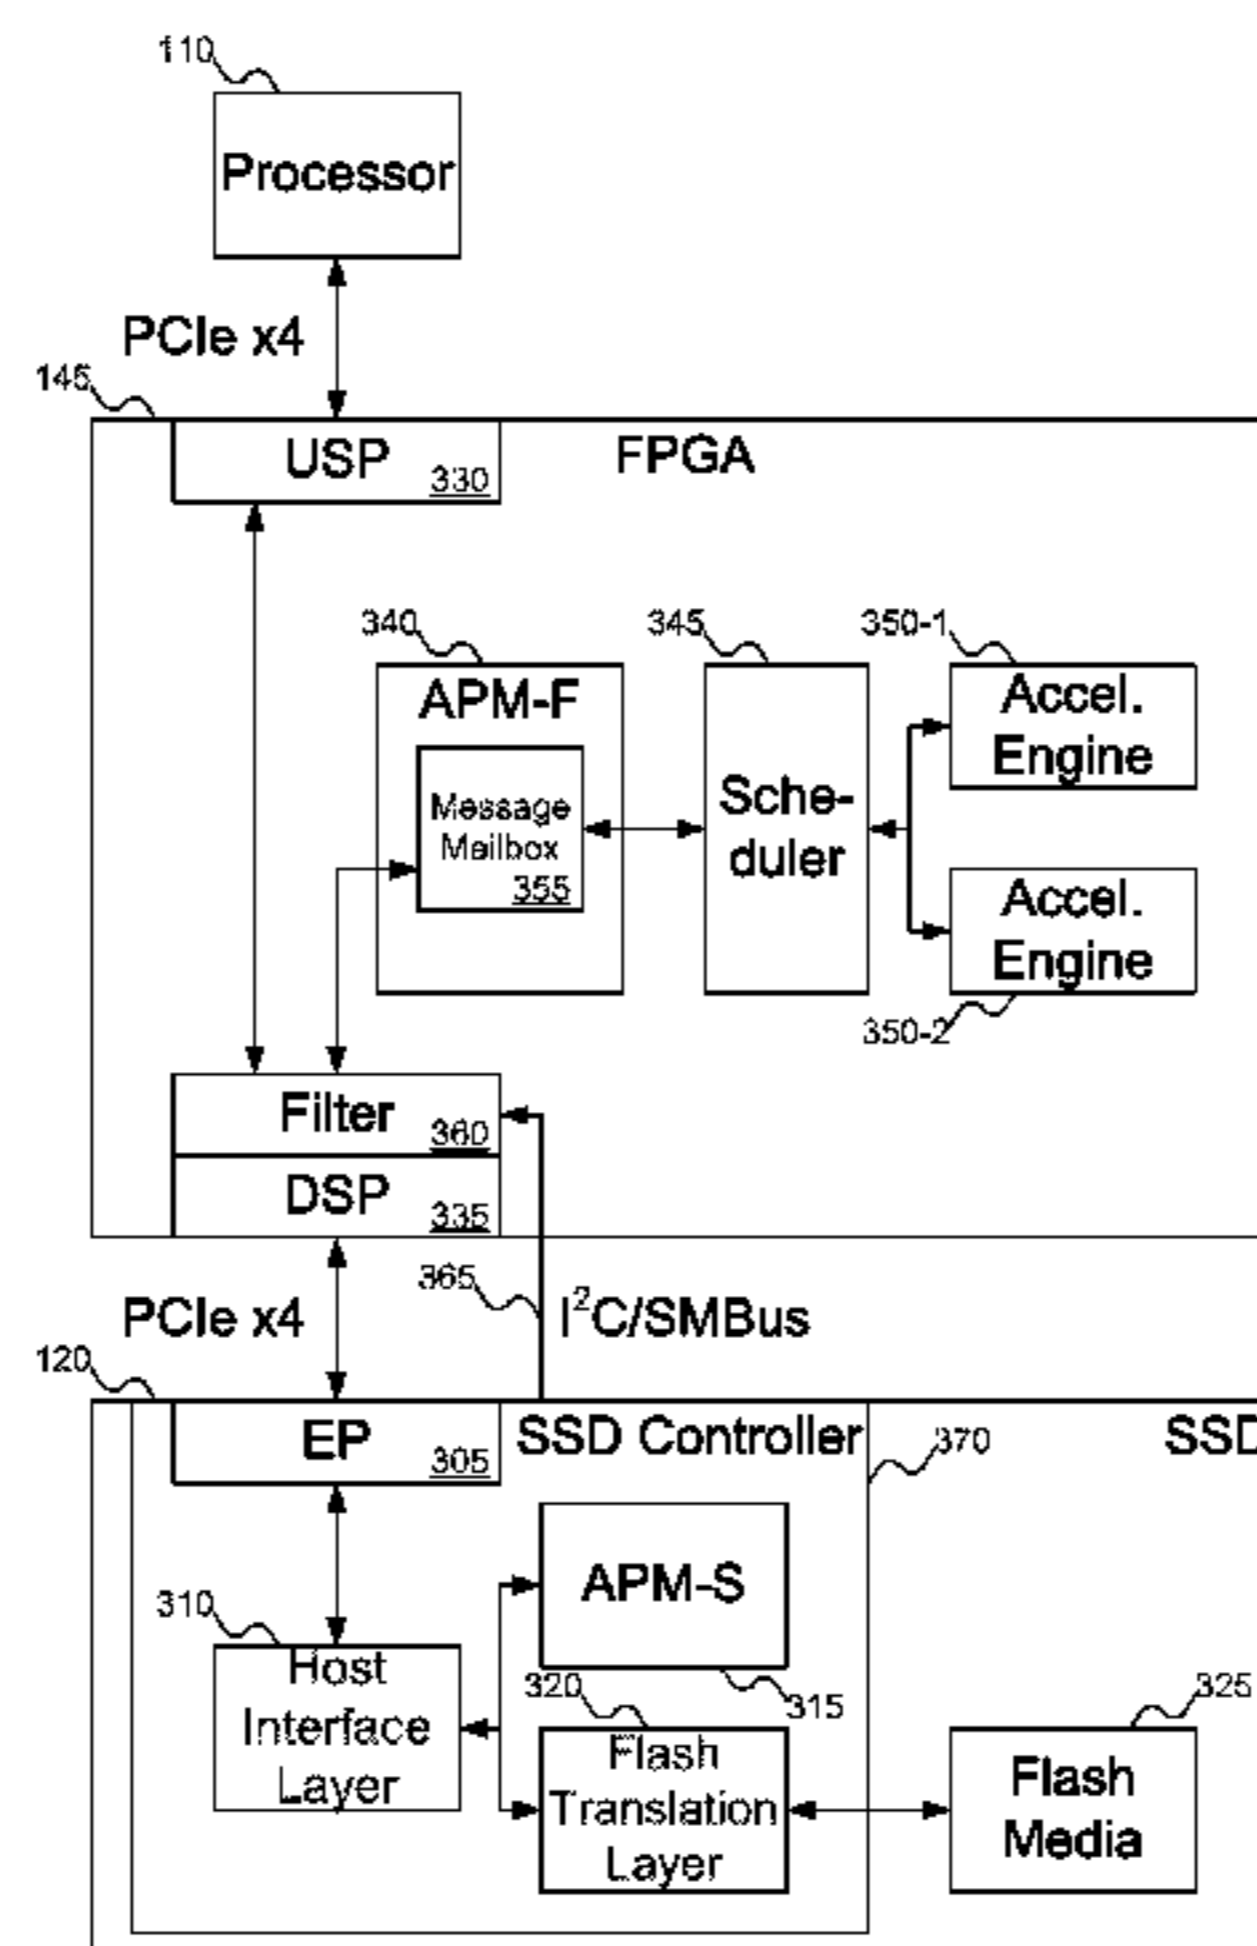 110
Processor
PCIe x4
145
USP
330
FPGA
340
345
350-1
APM-F
Message
Mailbox
355
Sche-
duler
Accel.
Engine
Accel.
Engine
350-2
Filter
360
DSP
335
365
PCIe x4
I²C/SMBus
120
EP
305
SSD Controller
370
SSD
APM-S
310
Host
Interface
Layer
315
320
325
Flash
Translation
Layer
Flash
Media